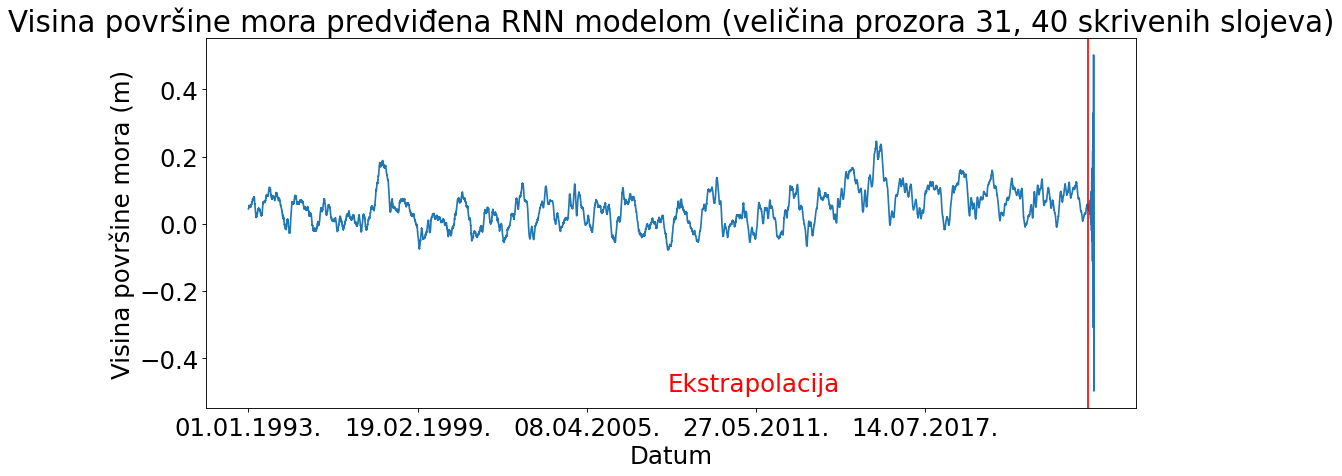 Visina površine mora predviđena RNN modelom (veličina prozora 31, 40 skrivenih slojeva)
Visina površine mora (m)
0.4
0.2
0.0
−0.2
−0.4
Ekstrapolacija
01.01.1993. 19.02.1999. 08.04.2005. 27.05.2011. 14.07.2017.
Datum